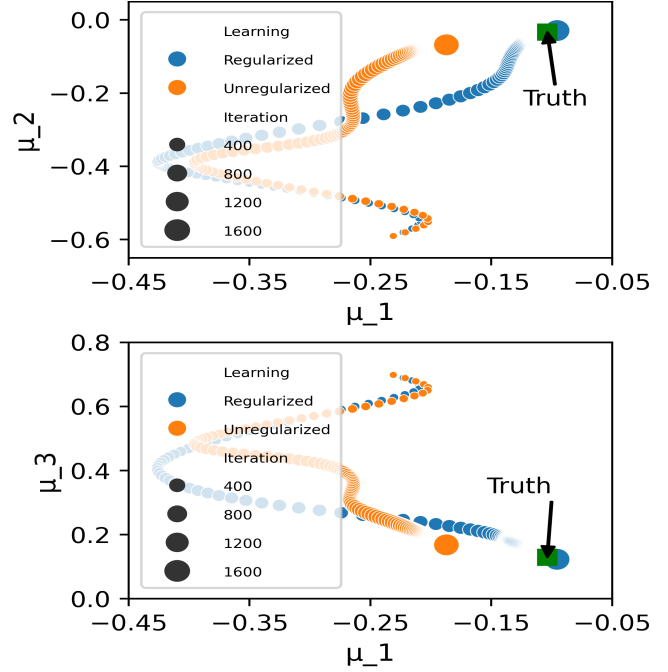 0.0
−0.2
−0.4
−0.6
μ_2
Learning
Regularized
Unregularized
Iteration
400
800
1200
1600
Truth
−0.45
−0.35
−0.25
−0.15
−0.05
μ_1
0.8
0.6
0.4
0.2
0.0
μ_3
Learning
Regularized
Unregularized
Iteration
400
800
1200
1600
Truth
−0.45
−0.35
−0.25
−0.15
−0.05
μ_1